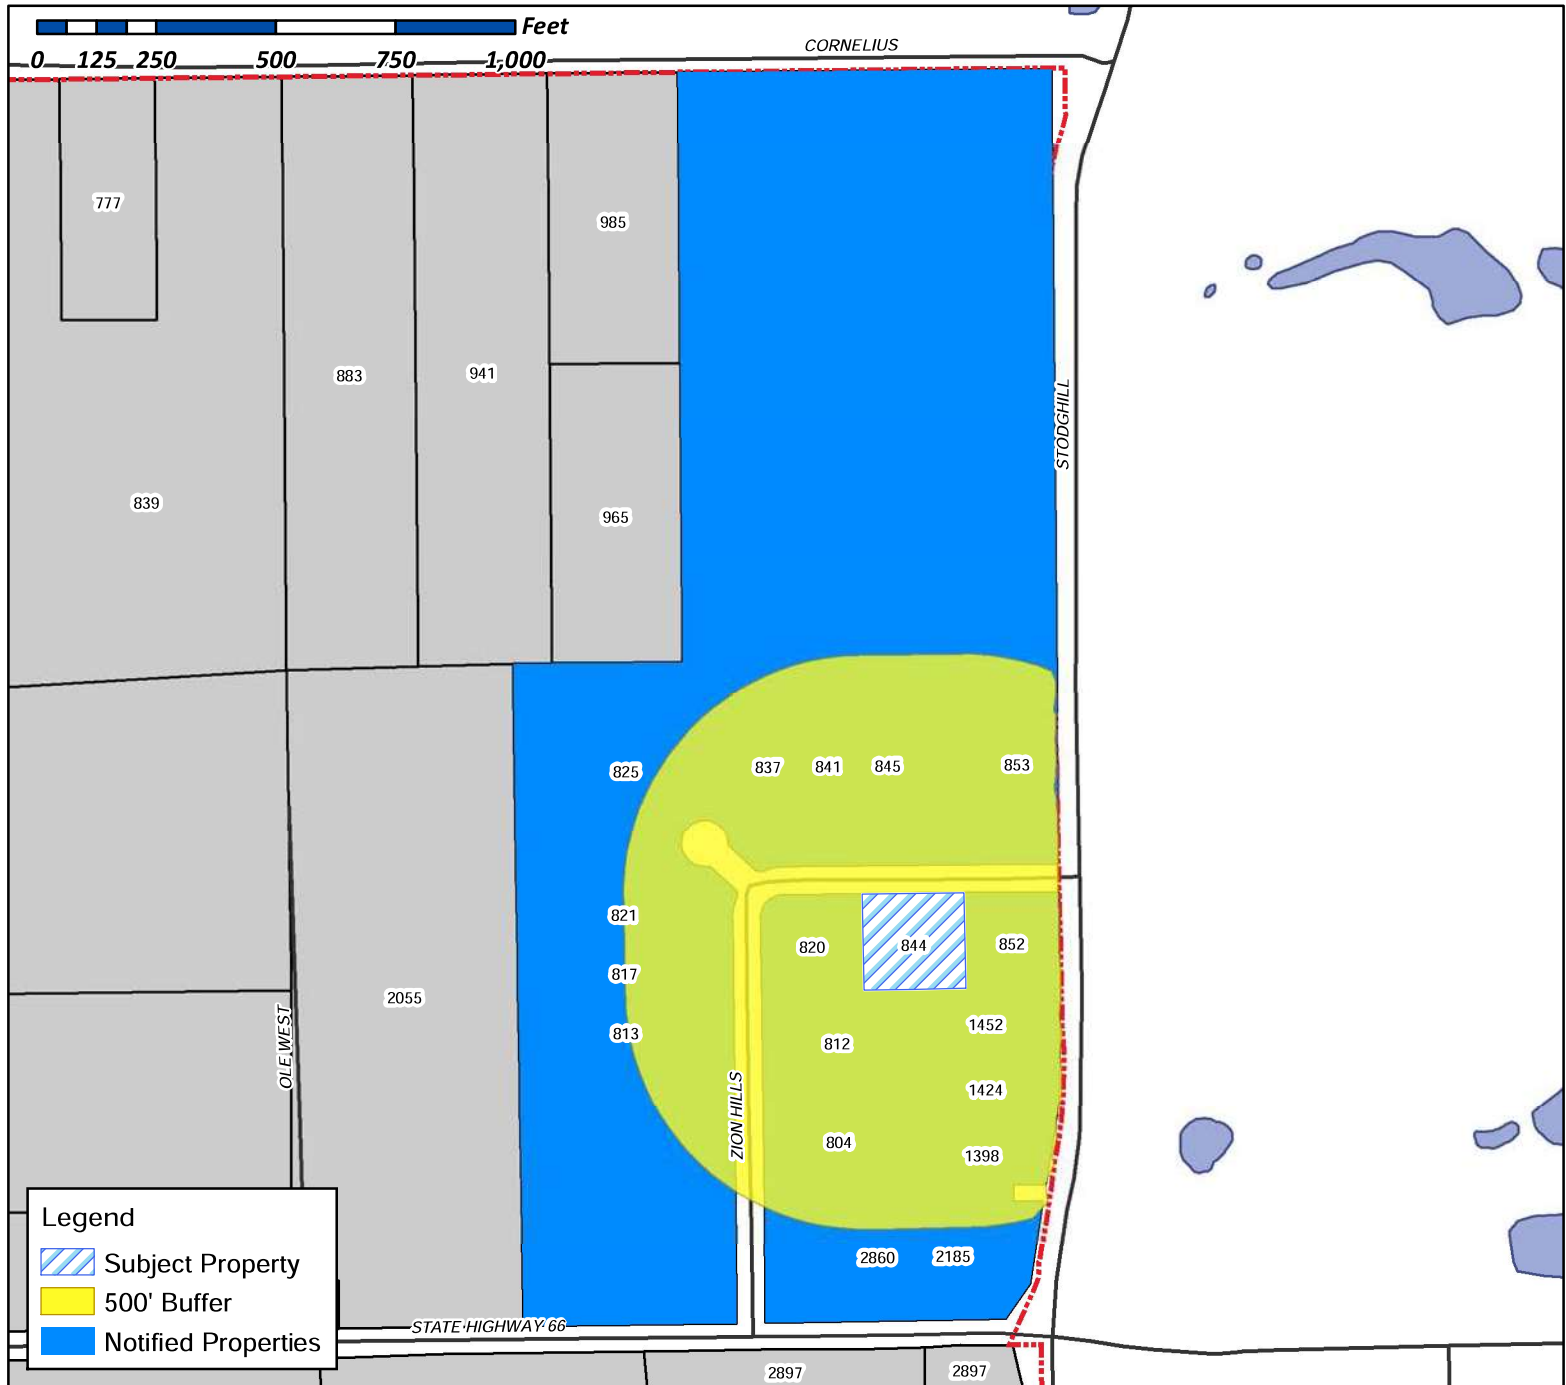 Feet
0 125 250 500 750 1,000
CORNELIUS
777
985
883
941
STODGHILL
839
965
825
837 841 845 853
821
820 844 852
817
2055
1452
813
812
OLE WEST
1424
ZION HILLS
804
1398
2860 2185
STATE HIGHWAY 66
2897
2897
Legend
Subject Property
500' Buffer
Notified Properties